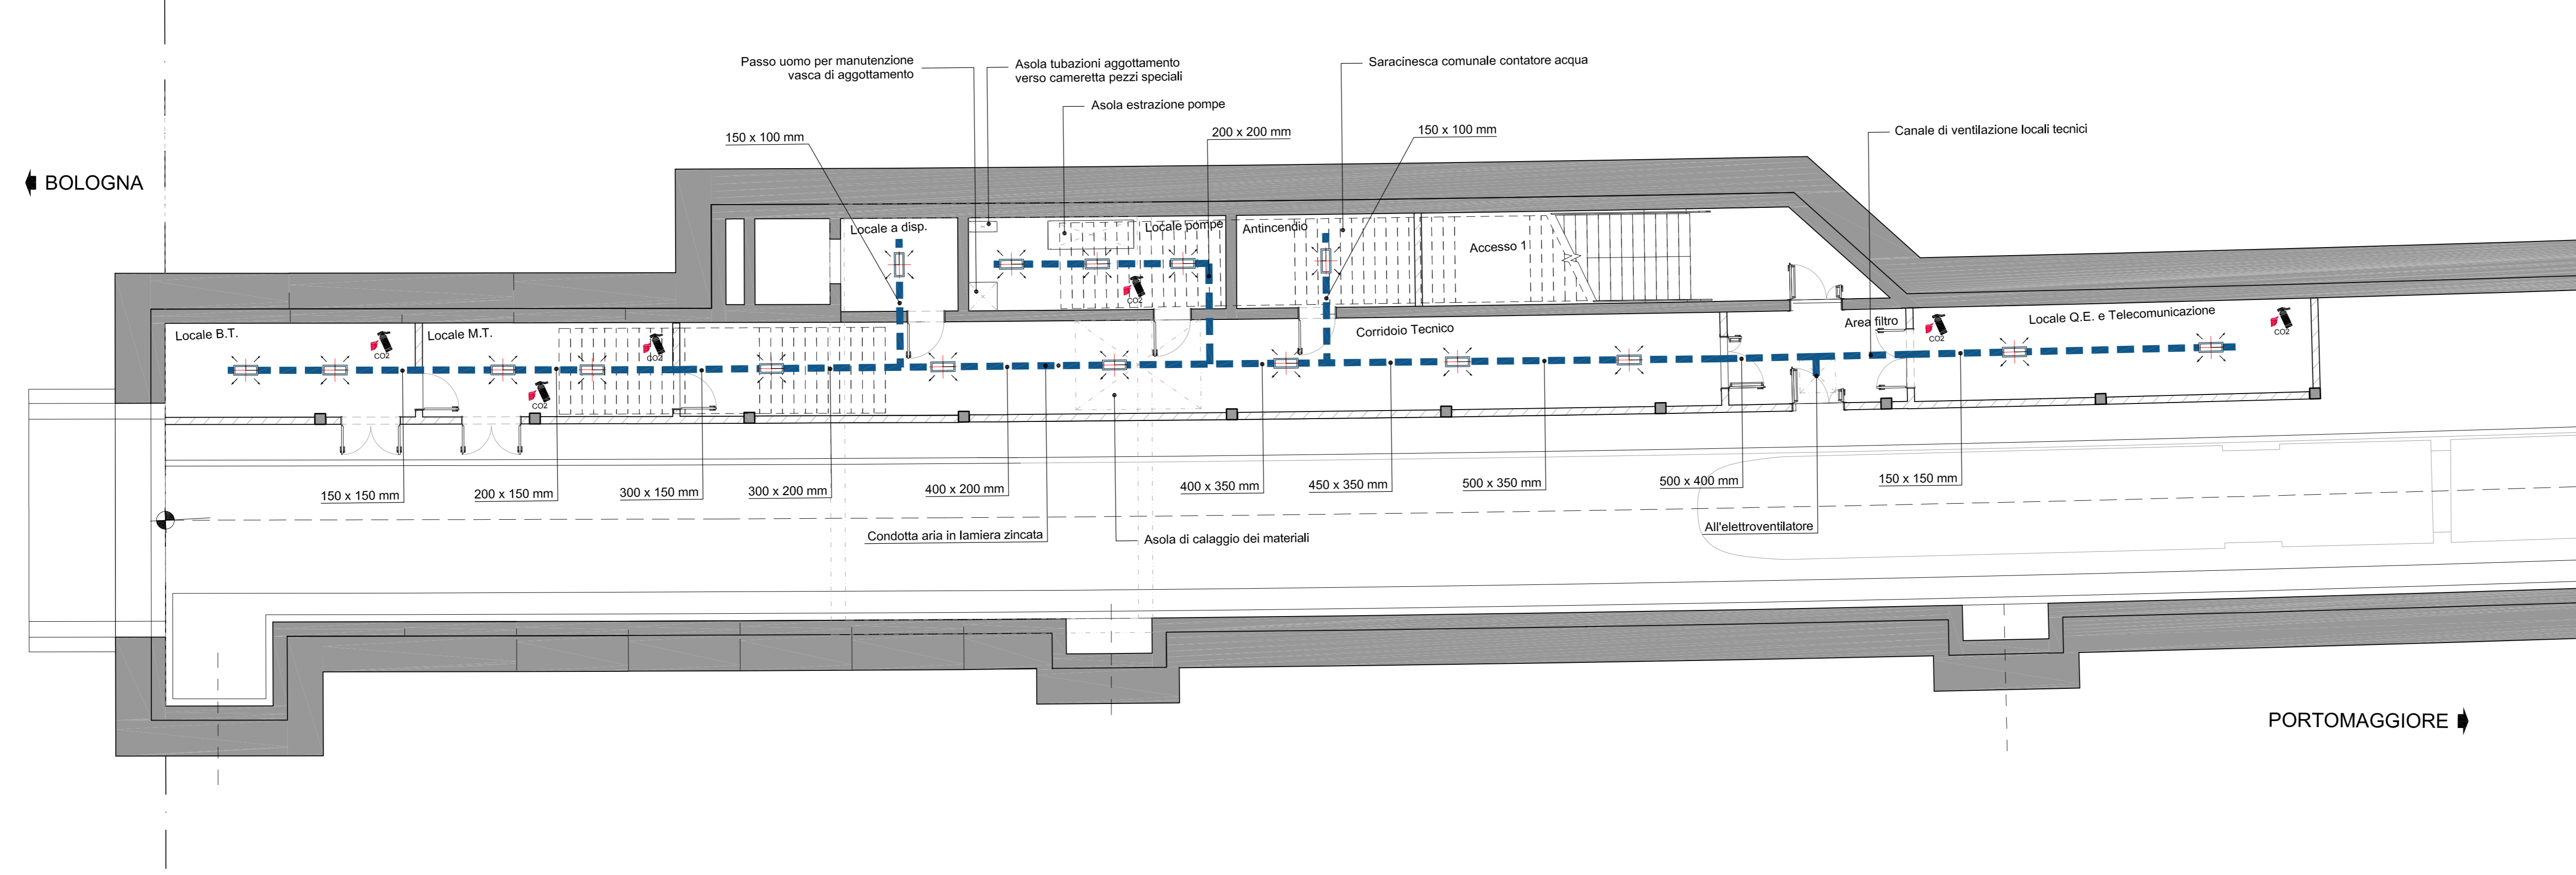 Passo uomo per manutenzione
vasca di aggottamento
Asola tubazioni aggottamento
verso cameretta pezzi speciali
Saracinesca comunale contatore acqua
Asola estrazione pompe
150 x 100 mm
200 x 200 mm
150 x 100 mm
Canale di ventilazione locali tecnici
BOLOGNA
Locale a disp.
Locale pompe
Antincendio
Accesso 1
CO2
Locale B.T.
Locale M.T.
Corridoio Tecnico
Area filtro
Locale Q.E. e Telecomunicazione
CO2
CO2
CO2
CO2
CO2
150 x 150 mm
200 x 150 mm
300 x 150 mm
300 x 200 mm
400 x 200 mm
400 x 350 mm
450 x 350 mm
500 x 350 mm
500 x 400 mm
150 x 150 mm
Condotta aria in lamiera zincata
Asola di calaggio dei materiali
All'elettroventilatore
PORTOMAGGIORE